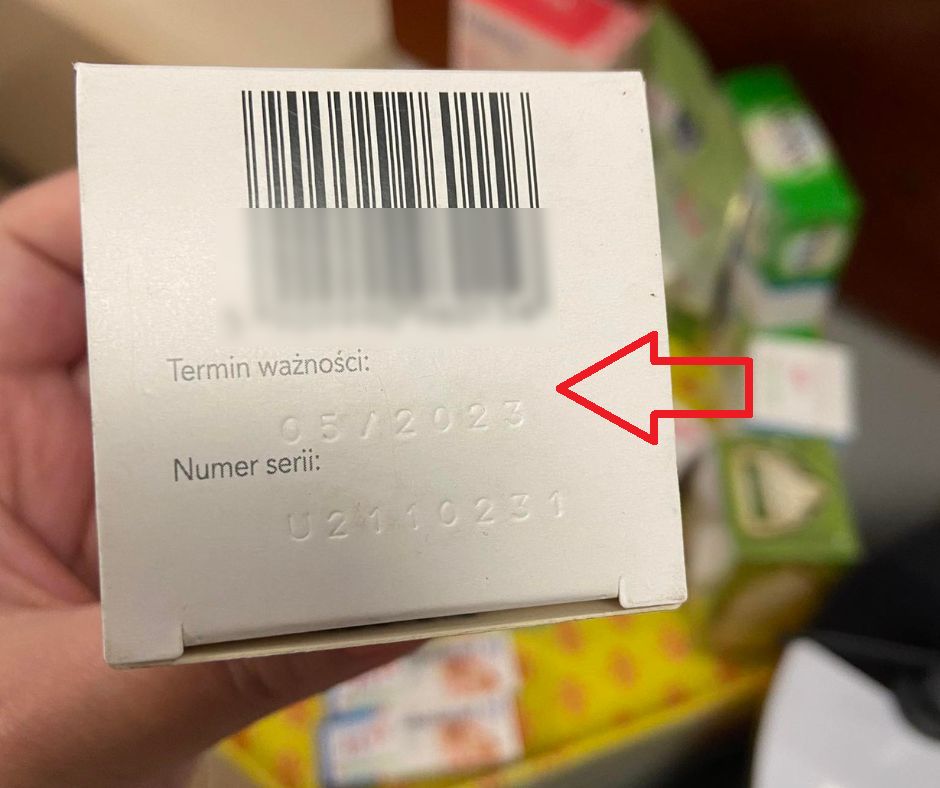 Termin ważności:
05/2023
Numer serii:
U2110231